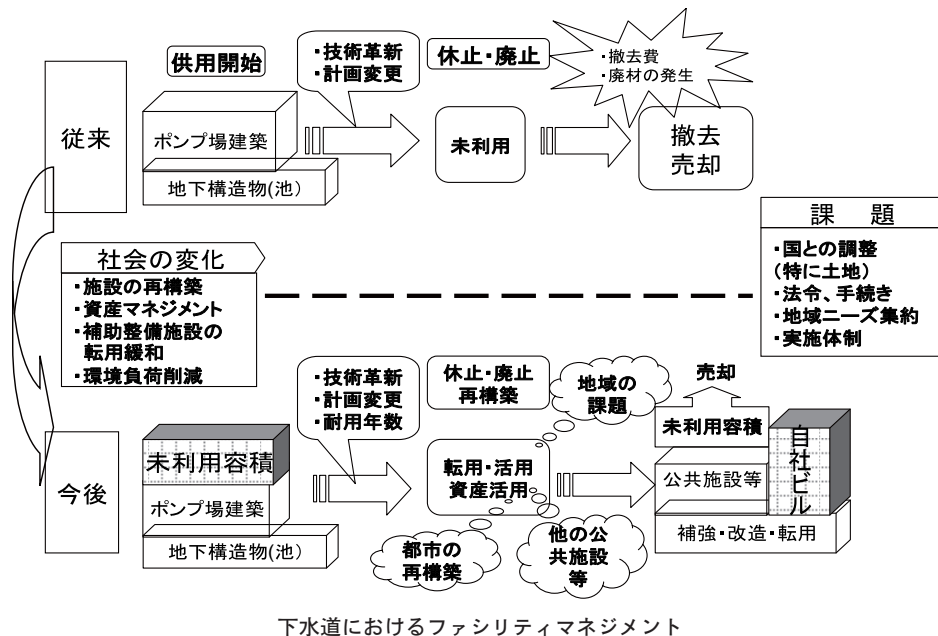 供用開始
・技術革新
・計画変更
休止・廃止
・撤去費
・廃材の発生
従来
ポンプ場建築
地下構造物(池)
未利用
撤去
売却
社会の変化
・施設の再構築
・資産マネジメント
・補助整備施設の
転用緩和
・環境負荷削減
課 題
・国との調整
(特に土地)
・法令、手続き
・地域ニーズ集約
・実施体制
今後
未利用容積
ポンプ場建築
地下構造物(池)
・技術革新
・計画変更
・耐用年数
休止・廃止
再構築
地域の
課題
転用・活用
資産活用
都市の
再構築
他の公
共施設
等
売却
未利用容積
公共施設等
自社ビル
補強・改造・転用
下水道におけるファシリティマネジメント